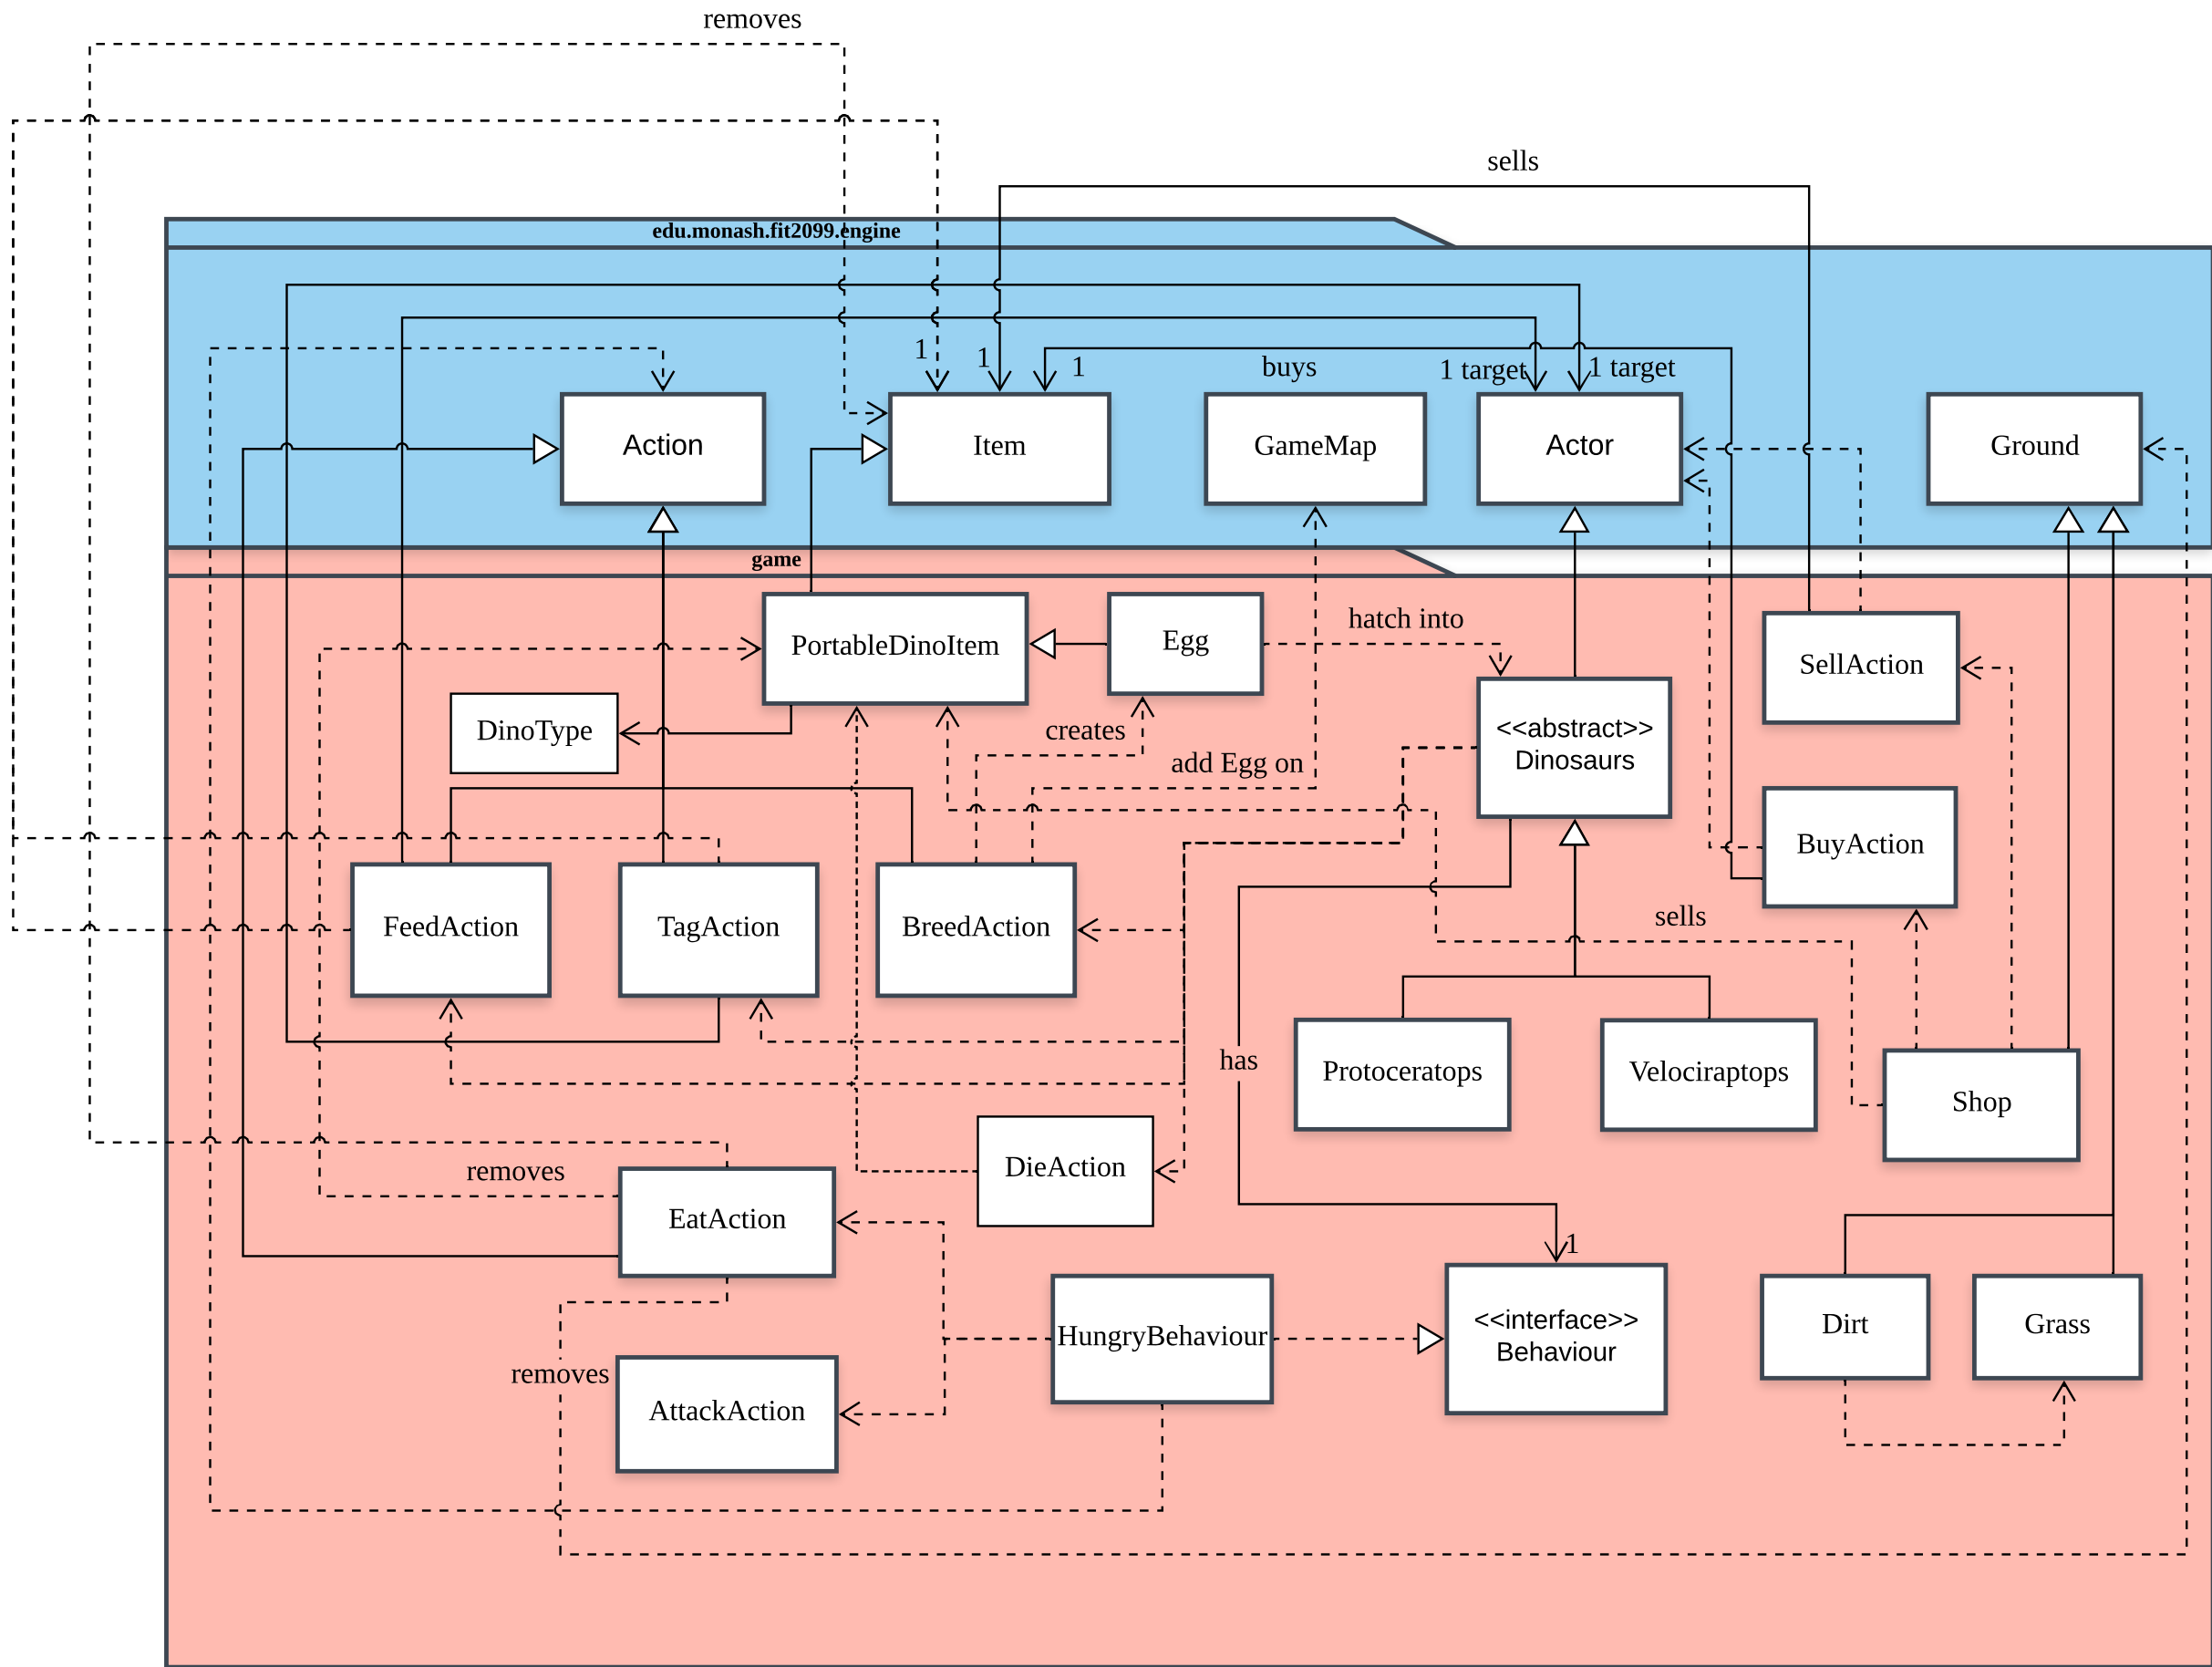 removes
sells
edu.monash.fit2099.engine
1
1
1
buys
1 target
1 target
Action
Item
GameMap
Actor
Ground
game
PortableDinoItem
Egg
hatch into
SellAction
DinoType
creates
add Egg on
<<abstract>>
Dinosaurs
BuyAction
FeedAction
TagAction
BreedAction
sells
has
Protoceratops
Velociraptops
Shop
removes
DieAction
EatAction
1
HungryBehaviour
<<interface>>
Behaviour
Dirt
Grass
removes
AttackAction